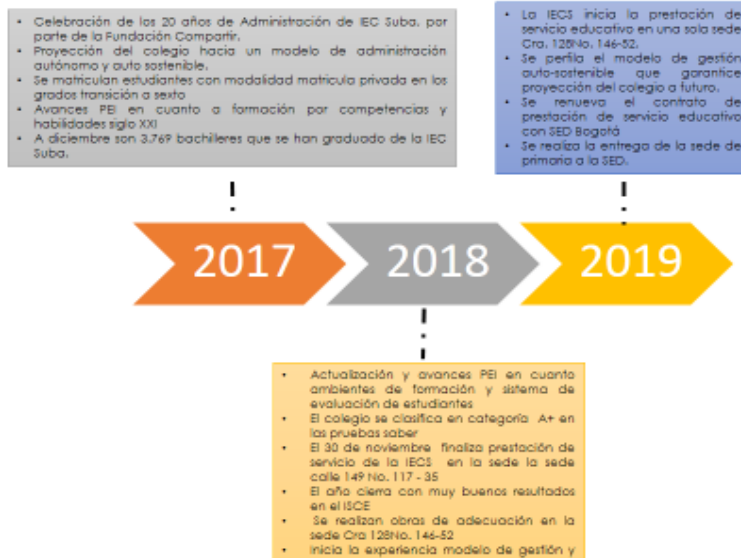 • Celebración de los 20 años de Administración de IEC Suba, por
parte de la Fundación Compartir.
• Proyección del colegio hacia un modelo de administración
autónomo y auto sostenible.
• Se matriculan estudiantes con modalidad matricula privada en los
grados transición a sexto
• Avances PEI en cuanto a formación por competencias y
habilidades siglo XXI
• A diciembre son 3.769 bachilleres que se han graduado de la IEC
Suba.
• La IECS inicia la prestación de
servicio educativo en una sola sede
Cra. 128No. 146-52.
• Se perfila el modelo de gestión
auto-sostenible que garantice
proyección del colegio a futuro.
• Se renueva el contrato de
prestación de servicio educativo
con SED Bogotá
• Se realiza la entrega de la sede de
primaria a la SED.
2017
2018
2019
• Actualización y avances PEI en cuanto
ambientes de formación y sistema de
evaluación de estudiantes
• El colegio se clasifica en categoría A+ en
las pruebas saber
• El 30 de noviembre finaliza prestación de
servicio de la IECS en la sede la sede
calle 149 No. 117 - 35
• El año cierra con muy buenos resultados
en el ISCE
• Se realizan obras de adecuación en la
sede Cra 128No. 146-52
• Inicia la experiencia modelo de gestión y